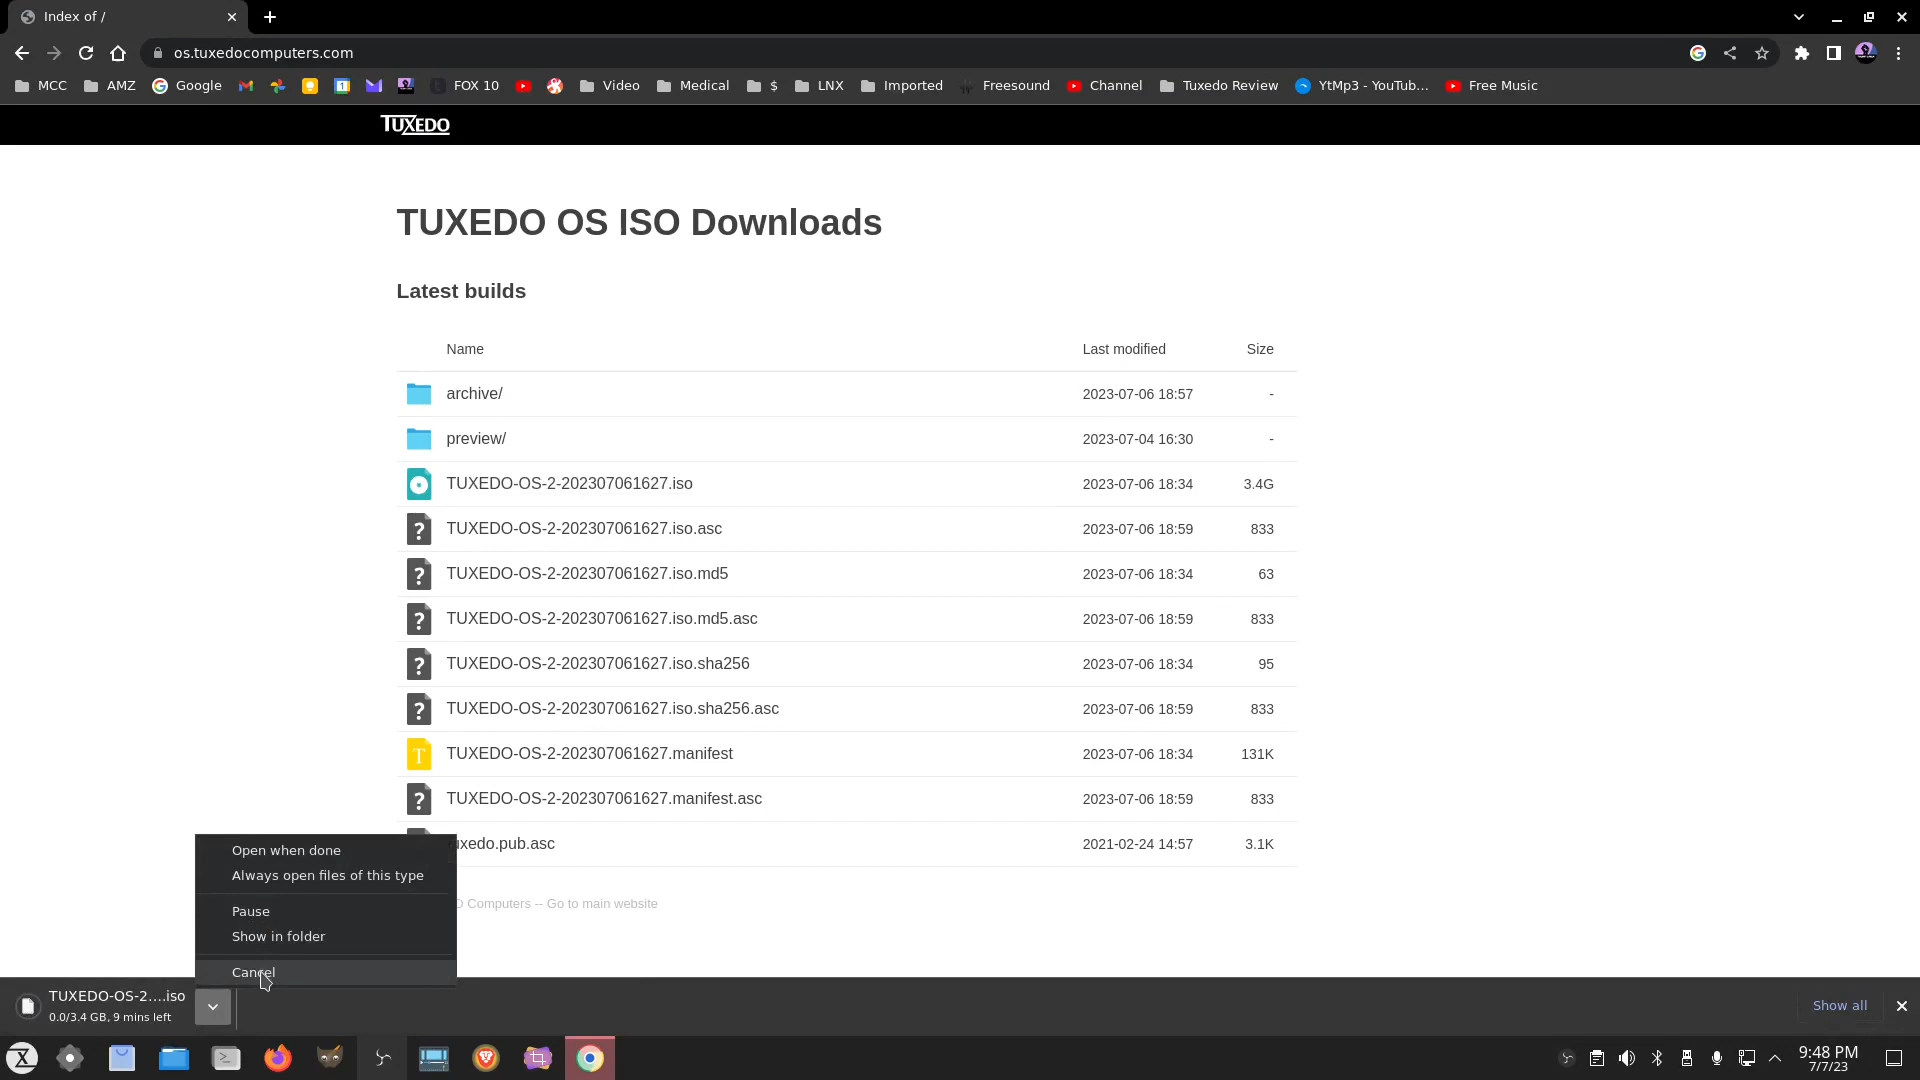 Index of /
os.tuxedocomputers.com
MCC AMZ Google FOX 10 Video Medical $ LNX Imported Freesound Channel Tuxedo Review YtMp3 - YouTub... Free Music
TUXEDO
TUXEDO OS ISO Downloads
Latest builds
Name Last modified Size
archive/ 2023-07-06 18:57 -
preview/ 2023-07-04 16:30 -
TUXEDO-OS-2-202307061627.iso 2023-07-06 18:34 3.4G
TUXEDO-OS-2-202307061627.iso.asc 2023-07-06 18:59 833
TUXEDO-OS-2-202307061627.iso.md5 2023-07-06 18:34 63
TUXEDO-OS-2-202307061627.iso.md5.asc 2023-07-06 18:59 833
TUXEDO-OS-2-202307061627.iso.sha256 2023-07-06 18:34 95
TUXEDO-OS-2-202307061627.iso.sha256.asc 2023-07-06 18:59 833
TUXEDO-OS-2-202307061627.manifest 2023-07-06 18:34 131K
TUXEDO-OS-2-202307061627.manifest.asc 2023-07-06 18:59 833
uxedo.pub.asc 2021-02-24 14:57 3.1K
Computers -- Go to main website
Open when done
Always open files of this type
Pause
Show in folder
Cancel
TUXEDO-OS-2....iso
0.0/3.4 GB, 9 mins left
Show all
9:48 PM
7/7/23